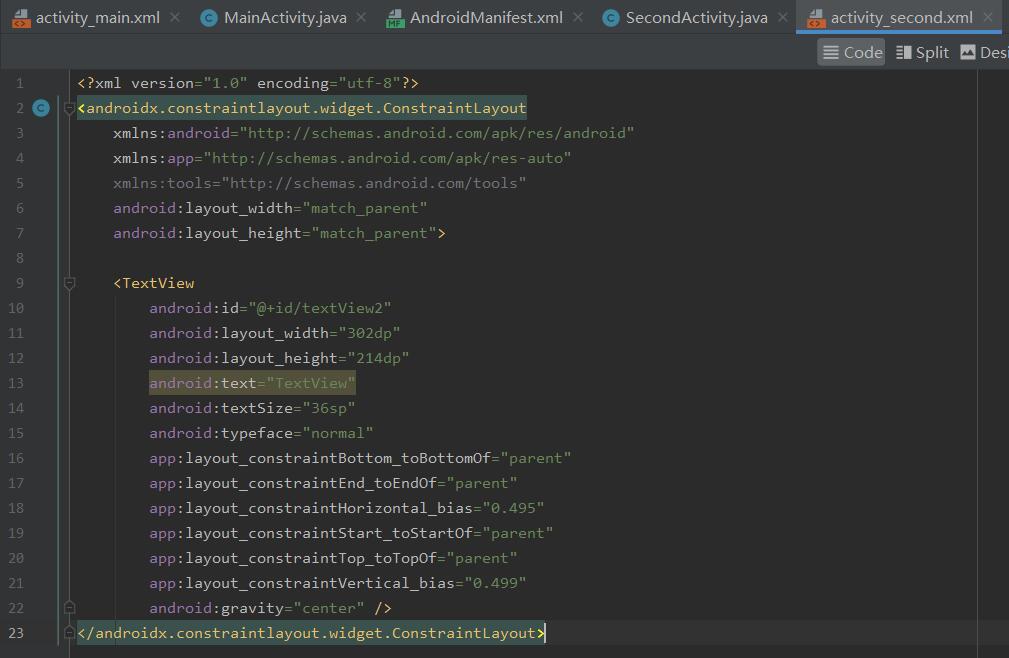 activity_main.xml MainActivity.java AndroidManifest.xml SecondActivity.java activity_second.xml
Code Split
1 <?xml version="1.0" encoding="utf-8"?>
2 <androidx.constraintlayout.widget.ConstraintLayout
3 xmlns:android="http://schemas.android.com/apk/res/android"
4 xmlns:app="http://schemas.android.com/apk/res-auto"
5 xmlns:tools="http://schemas.android.com/tools"
6 android:layout_width="match_parent"
7 android:layout_height="match_parent">
8
9 <TextView
10 android:id="@+id/textView2"
11 android:layout_width="302dp"
12 android:layout_height="214dp"
13 android:text="TextView"
14 android:textSize="36sp"
15 android:typeface="normal"
16 app:layout_constraintBottom_toBottomOf="parent"
17 app:layout_constraintEnd_toEndOf="parent"
18 app:layout_constraintHorizontal_bias="0.495"
19 app:layout_constraintStart_toStartOf="parent"
20 app:layout_constraintTop_toTopOf="parent"
21 app:layout_constraintVertical_bias="0.499"
22 android:gravity="center" />
23 </androidx.constraintlayout.widget.ConstraintLayout>